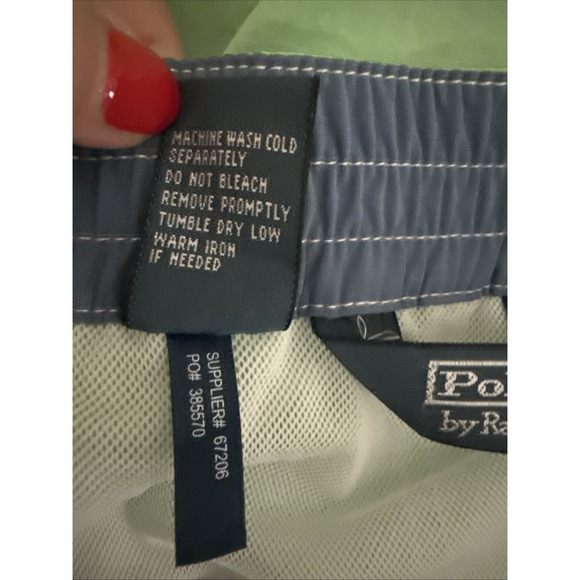 MACHINE WASH COLD
SEPARATELY
DO NOT BLEACH
REMOVE PROMPTLY
TUMBLE DRY LOW
WARM IRON
IF NEEDED
SUPPLIER# 67206
PO# 385570
Po
by Ra